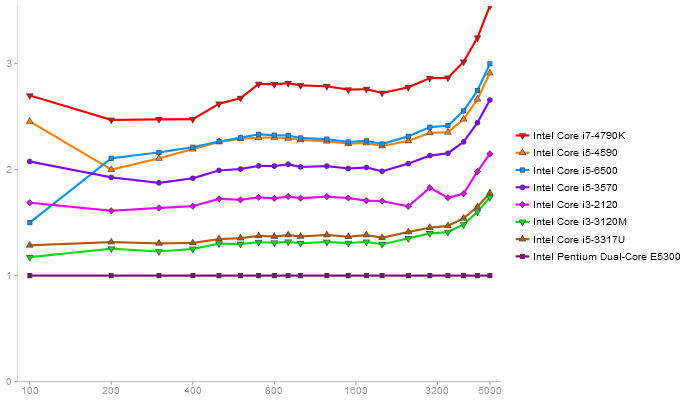 3
2
1
0
100
200
400
800
1600
3200
5000
Intel Core i7-4790K
Intel Core i5-4590
Intel Core i5-6500
Intel Core i5-3570
Intel Core i3-2120
Intel Core i3-3120M
Intel Core i5-3317U
Intel Pentium Dual-Core E5300